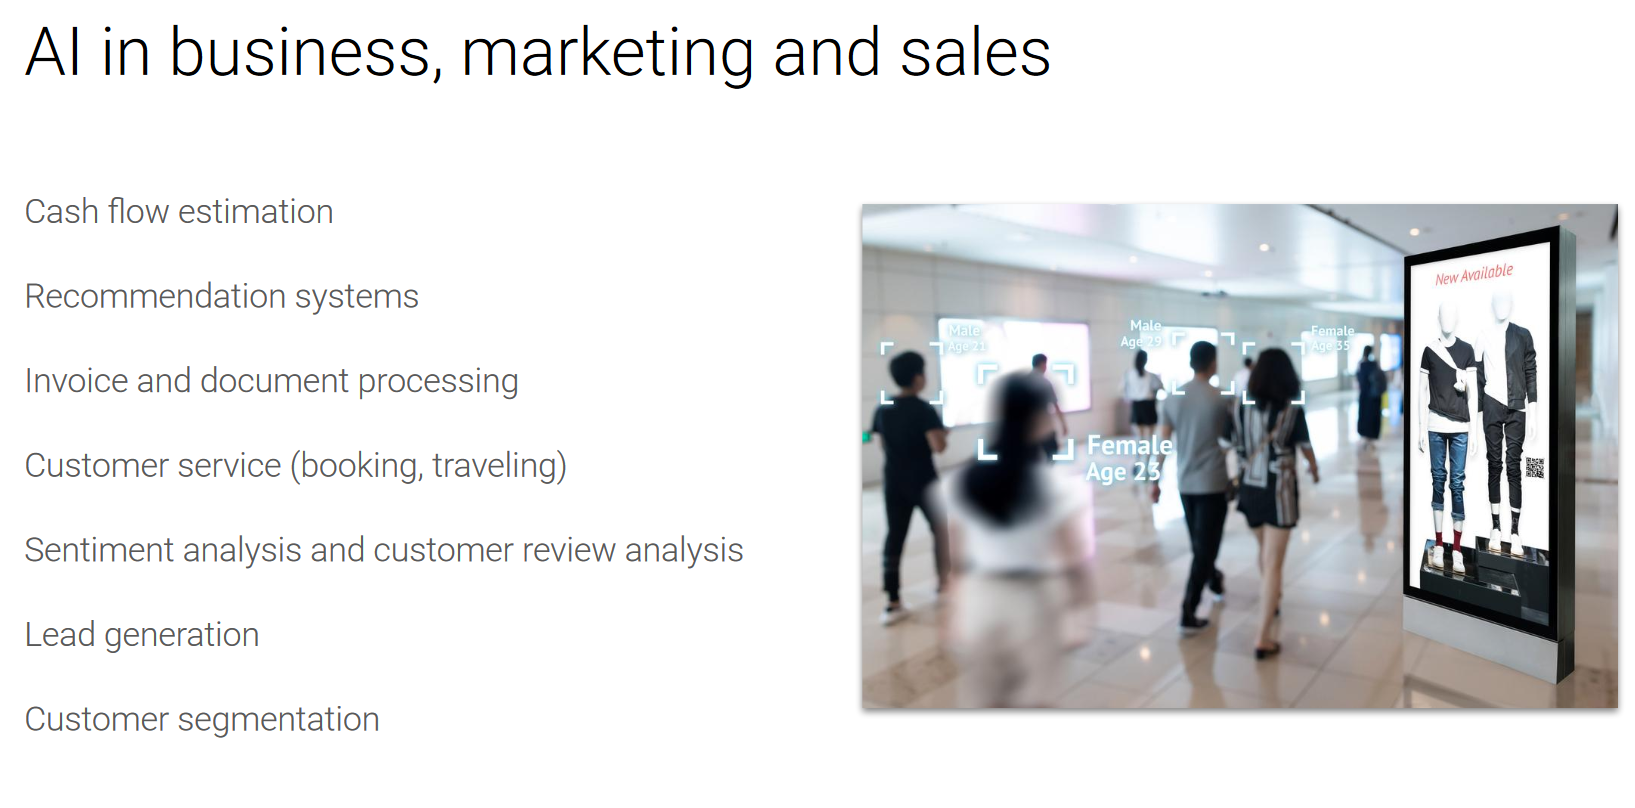 AI in business, marketing and sales
Cash flow estimation
Recommendation systems
Invoice and document processing
Customer service (booking, traveling)
Sentiment analysis and customer review analysis
Lead generation
Customer segmentation
New Available
Male
Age 21
Male
Age 29
Female
Age 35
Female
Age 23